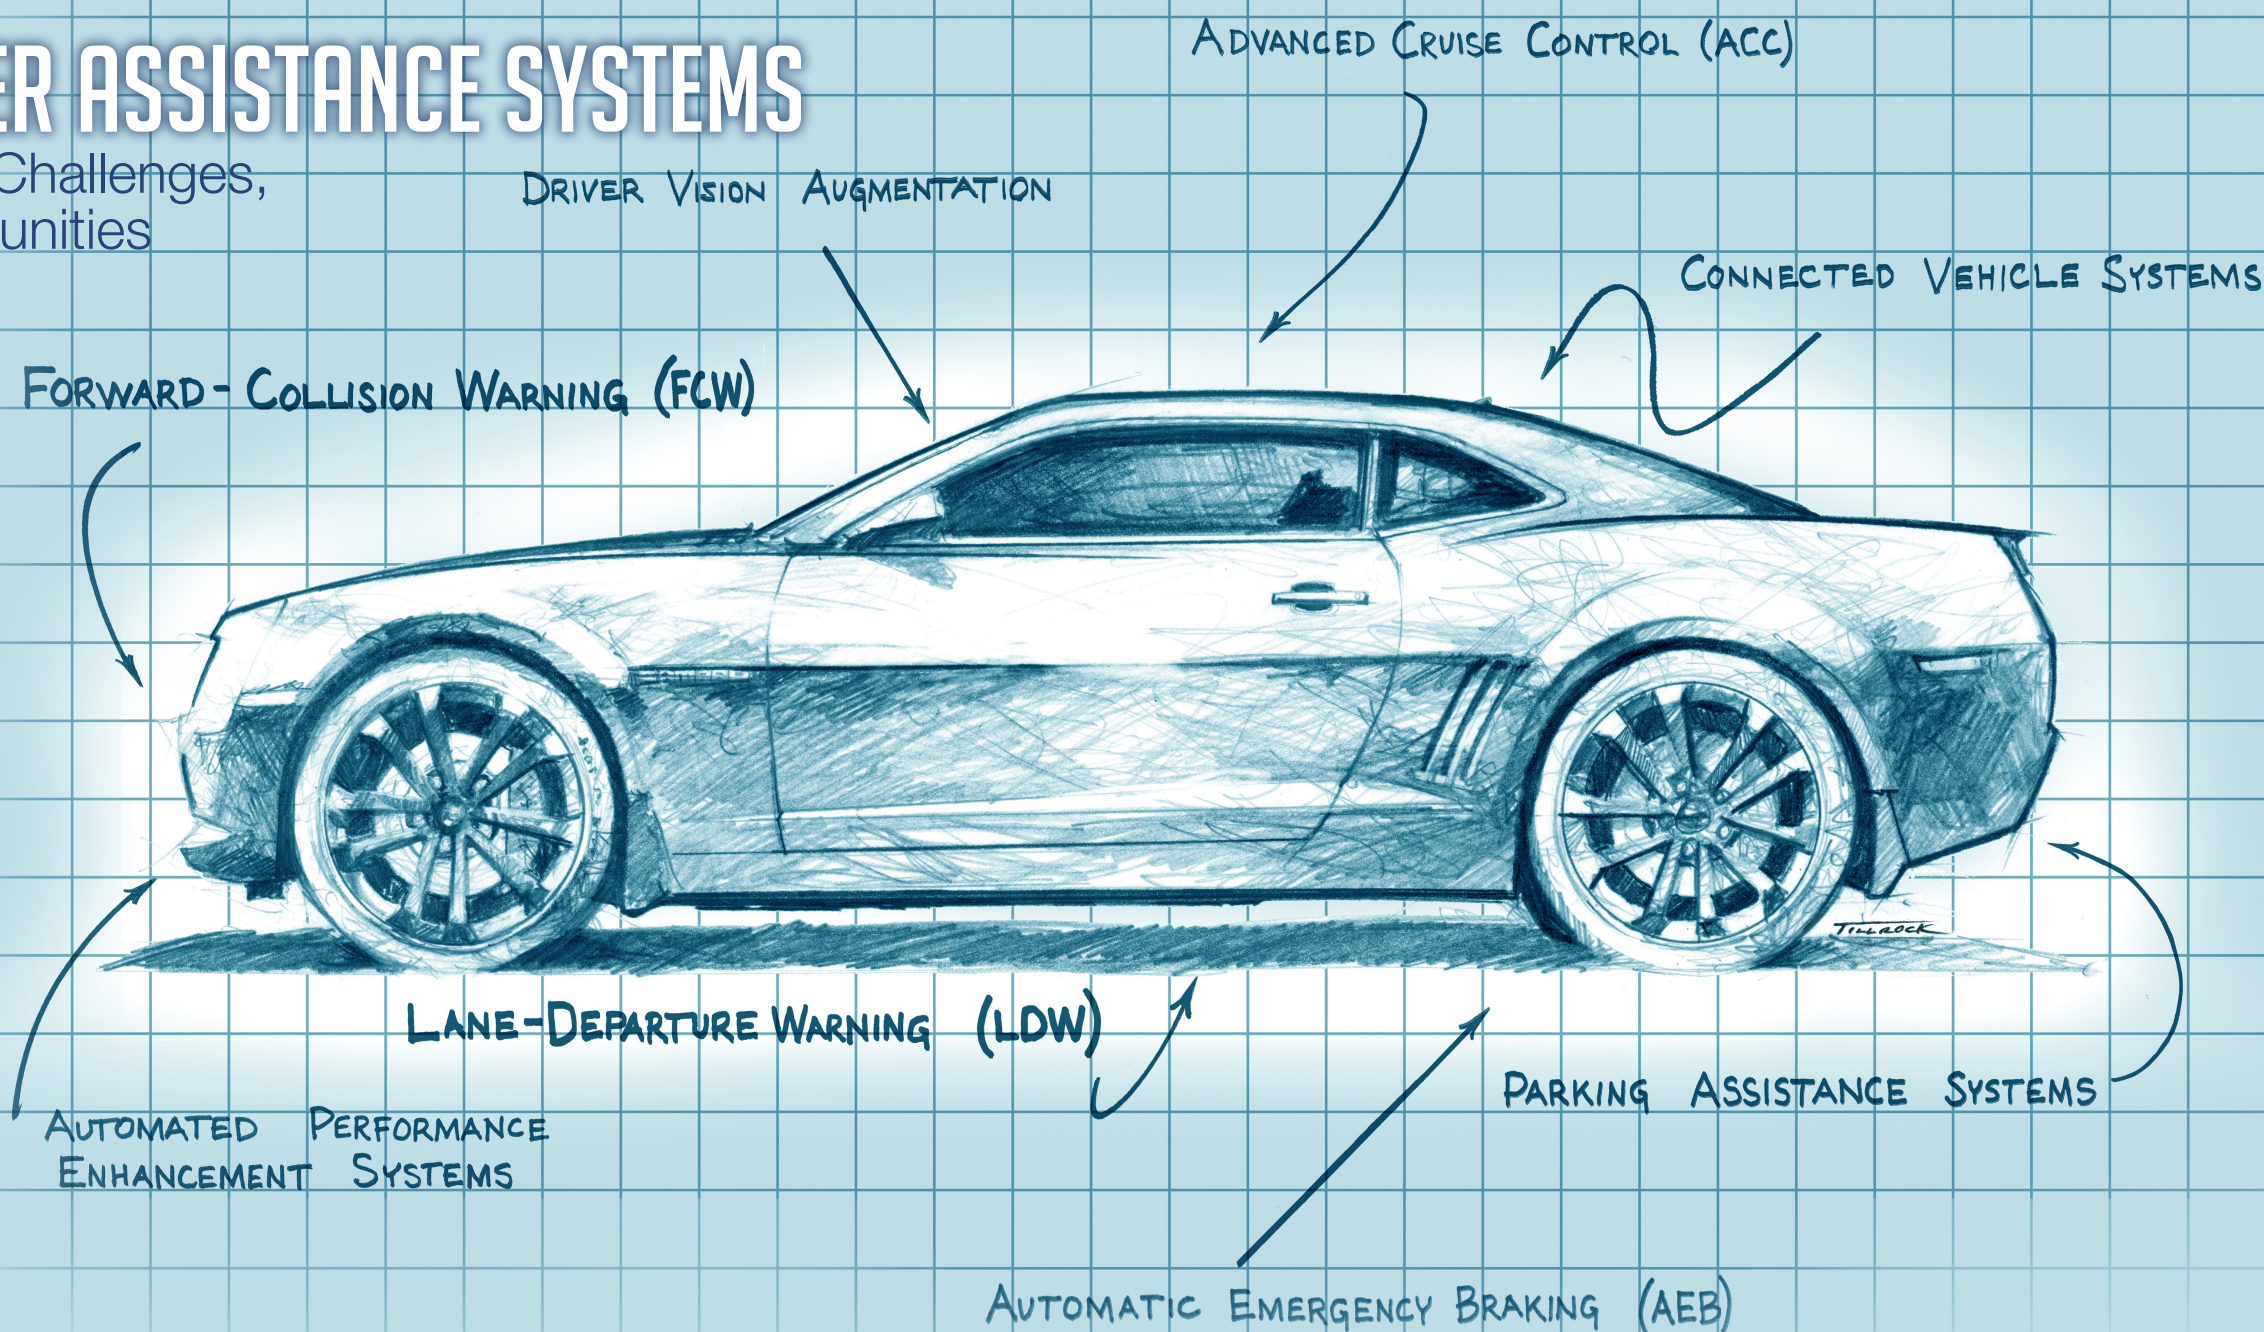 ER ASSISTANCE SYSTEMS
Challenges,
unities
ADVANCED CRUISE CONTROL (ACC)
DRIVER VISION AUGMENTATION
CONNECTED VEHICLE SYSTEMS
FORWARD-COLLISION WARNING (FCW)
TILLROCK
LANE-DEPARTURE WARNING (LDW)
PARKING ASSISTANCE SYSTEMS
AUTOMATED PERFORMANCE
ENHANCEMENT SYSTEMS
AUTOMATIC EMERGENCY BRAKING (AEB)